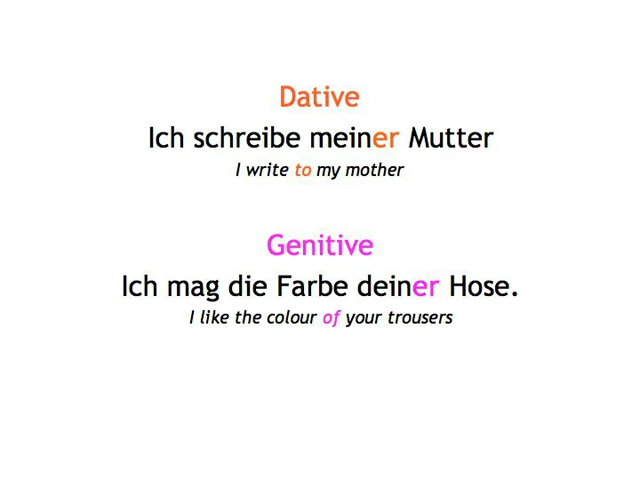 Dative
Ich schreibe meiner Mutter
I write to my mother
Genitive
Ich mag die Farbe deiner Hose.
I like the colour of your trousers